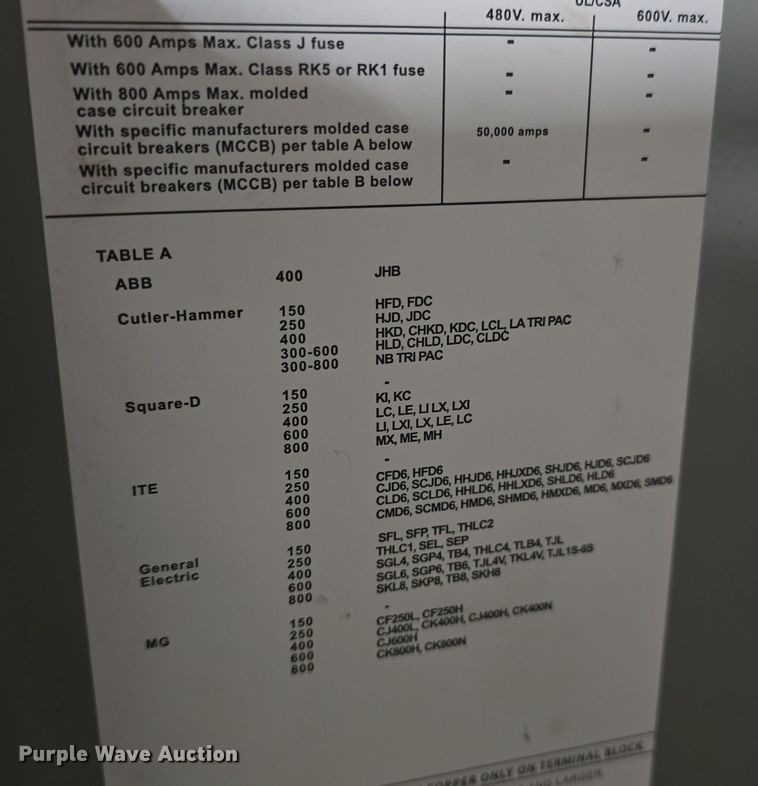 UL/CSA
480V. max. 600V. max.
With 600 Amps Max. Class J fuse - -
With 600 Amps Max. Class RK5 or RK1 fuse - -
With 800 Amps Max. molded - -
case circuit breaker
With specific manufacturers molded case 50,000 amps -
circuit breakers (MCCB) per table A below
With specific manufacturers molded case - -
circuit breakers (MCCB) per table B below
TABLE A
ABB 400 JHB
Cutler-Hammer 150 HFD, FDC
250 HJD, JDC
400 HKD, CHKD, KDC, LCL, LA TRI PAC
300-600 HLD, CHLD, LDC, CLDC
300-800 NB TRI PAC
Square-D 150 -
250 KI, KC
400 LC, LE, LI LX, LXI
600 LI, LXI, LX, LE, LC
800 MX, ME, MH
ITE 150 -
250 CFD6, HFD6
400 CJD6, SCJD6, HHJD6, HHJXD6, SHJD6, HJD6, SCJD6
600 CLD6, SCLD6, HHLD6, HHLXD6, SHLD6, HLD6
800 CMD6, SCMD6, HMD6, SHMD6, HMXD6, MD6, MXD6, SMD6
General Electric 150 SFL, SFP, TFL, THLC2
250 THLC1, SEL, SEP
400 SGL4, SGP4, TB4, THLC4, TLB4, TJL
600 SGL6, SGP6, TB6, TJL4V, TKL4V, TJL1S-6S
800 SKL8, SKP8, TB8, SKH8
MG 150 -
250 CF250L, CF250H
400 CJ400L, CK400H, CJ400H, CK400N
600 CJ600H
800 CK800H, CK800N
COPPER ONLY ON TERMINAL BLOCK
AND LARGER
Purple Wave Auction